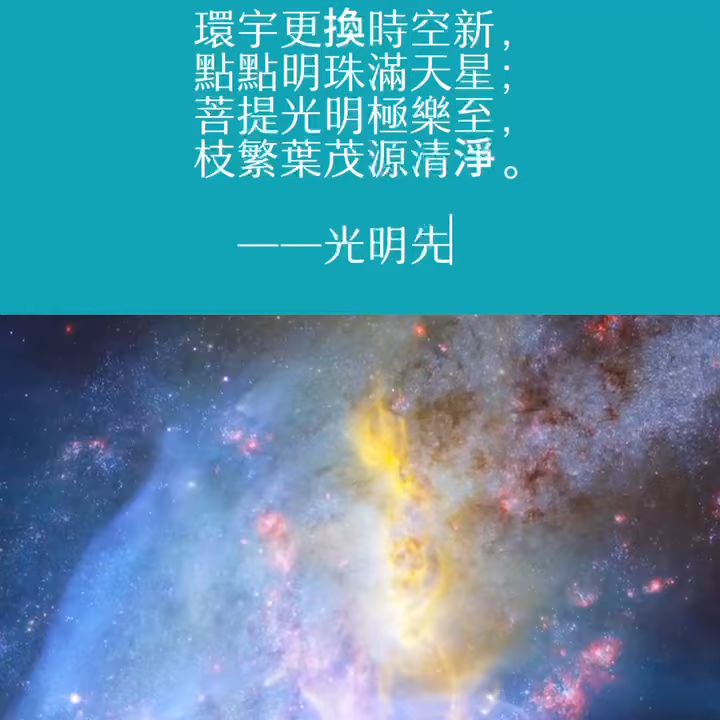 環宇更換時空新，
點點明珠滿天星；
菩提光明極樂至，
枝繁葉茂源清淨。
——光明先